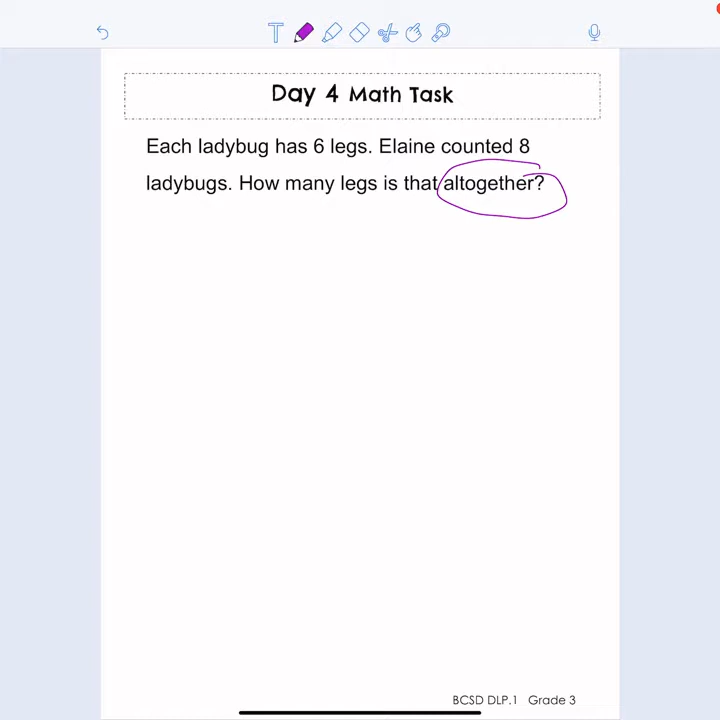 Day 4 Math Task
Each ladybug has 6 legs. Elaine counted 8
ladybugs. How many legs is that altogether?
BCSD DLP.1 Grade 3